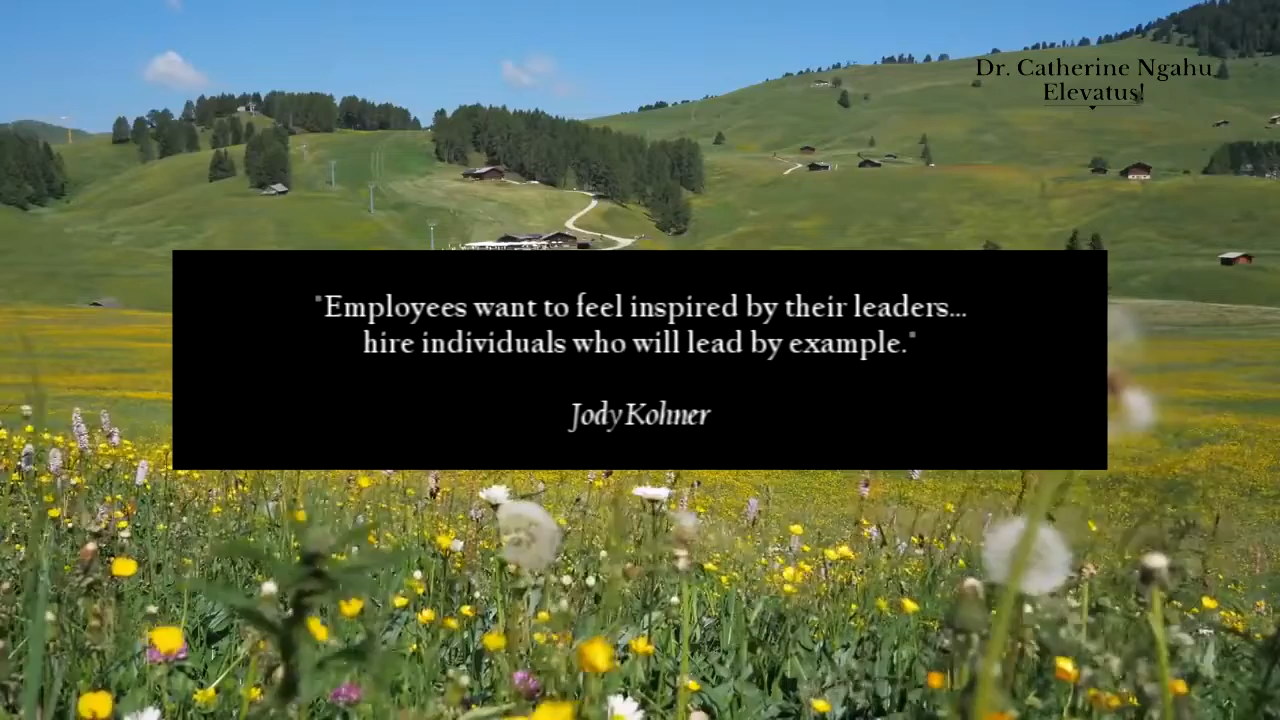 Dr. Catherine Ngahu
Elevatus!
"Employees want to feel inspired by their leaders...
hire individuals who will lead by example."
Jody Kohner